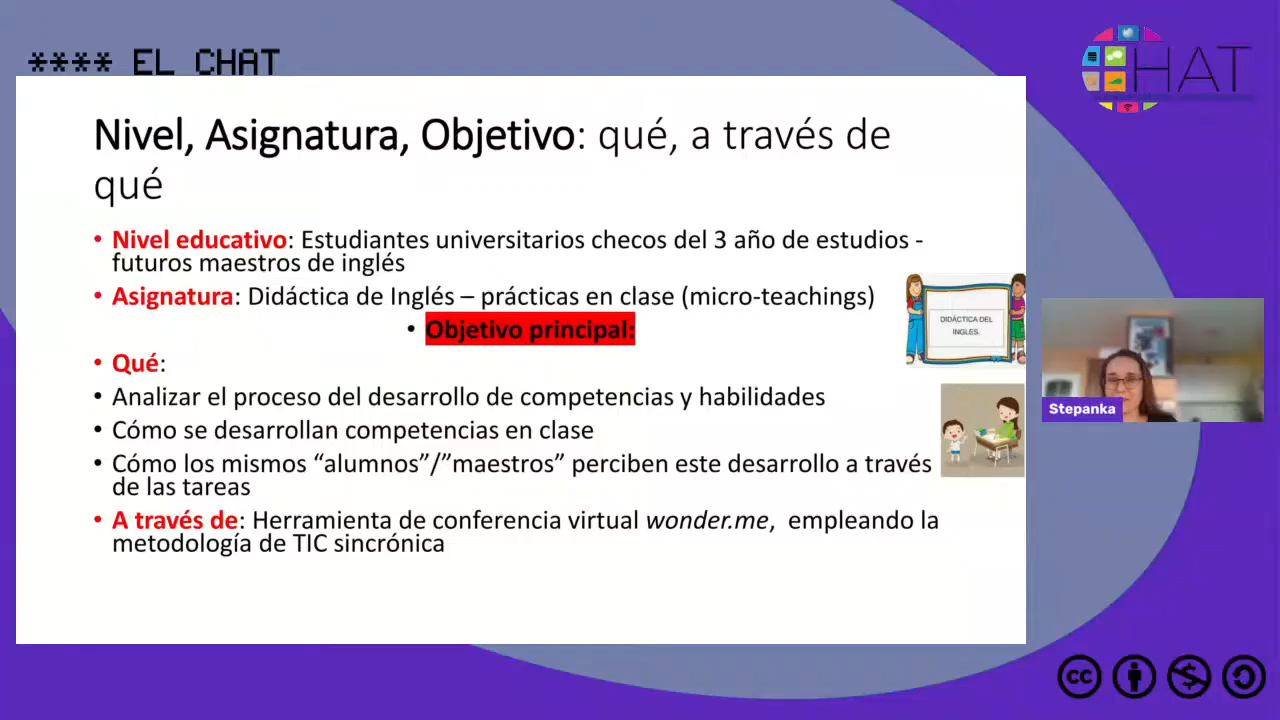 **** EL CHAT
HAT
Nivel, Asignatura, Objetivo: qué, a través de
qué
• Nivel educativo: Estudiantes universitarios checos del 3 año de estudios -
futuros maestros de inglés
• Asignatura: Didáctica de Inglés – prácticas en clase (micro-teachings)
• Objetivo principal:
• Qué:
• Analizar el proceso del desarrollo de competencias y habilidades
• Cómo se desarrollan competencias en clase
• Cómo los mismos “alumnos”/”maestros” perciben este desarrollo a través
de las tareas
• A través de: Herramienta de conferencia virtual wonder.me, empleando la
metodología de TIC sincrónica
DIDÁCTICA DEL
INGLES.
Stepanka
cc